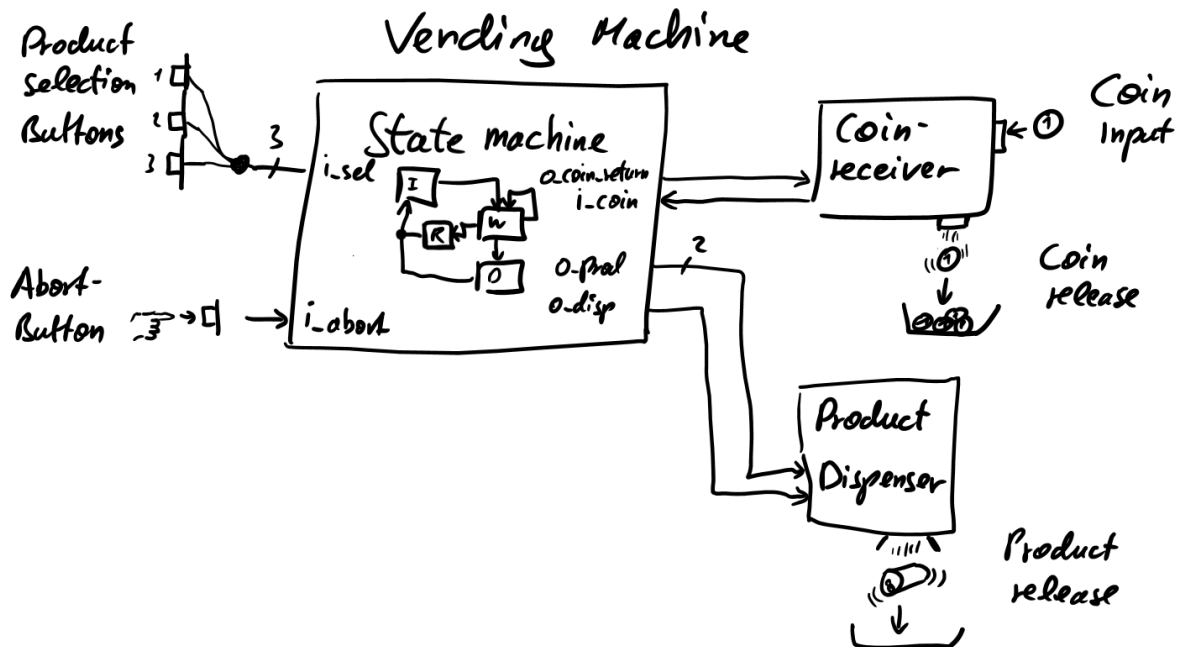 Vending Machine
Product
selection
Buttons
1
2
3
3
State machine
i_sel
I
W
R
O
o_coin_return
i_coin
o_prod
o_disp
2
Abort-
Button
i_abort
Coin-
receiver
1
Coin
Input
1
Coin
release
Product
Dispenser
Product
release